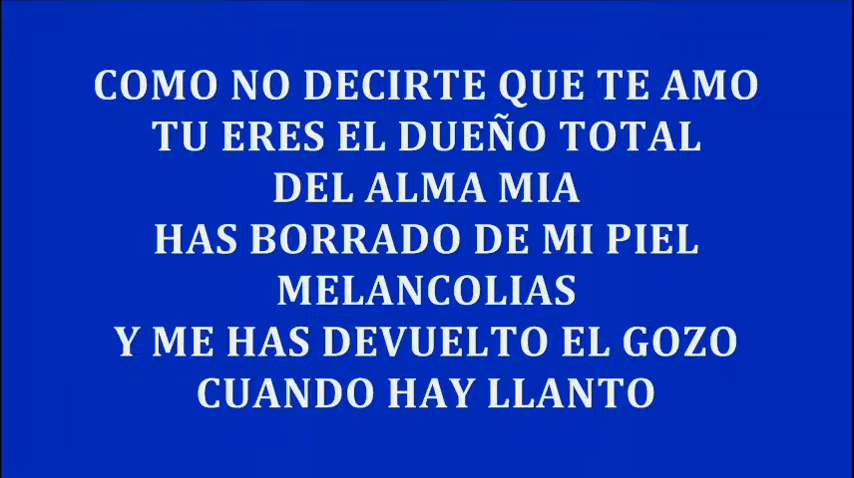 COMO NO DECIRTE QUE TE AMO
TU ERES EL DUEÑO TOTAL
DEL ALMA MIA
HAS BORRADO DE MI PIEL
MELANCOLIAS
Y ME HAS DEVUELTO EL GOZO
CUANDO HAY LLANTO